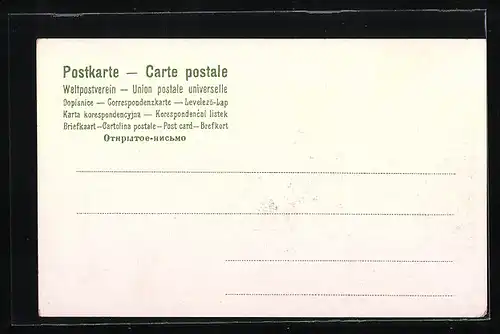 Postkarte — Carte postale
Weltpostverein — Union postale universelle
Dopisnice — Correspondenzkarte — Levelező-Lap
Karta korespondencyjna — Korespondenční lístek
Briefkaart—Cartolina postale—Post card—Brefkort
Открытое-письмо